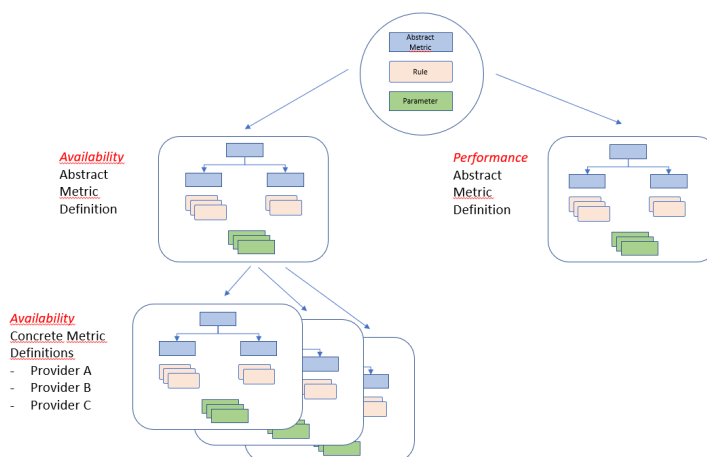 Abstract
Metric
Rule
Parameter
Availability
Abstract
Metric
Definition
Performance
Abstract
Metric
Definition
Availability
Concrete Metric
Definitions
- Provider A
- Provider B
- Provider C